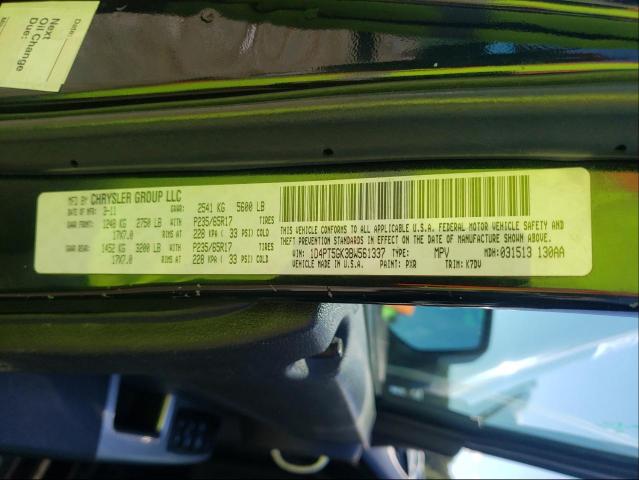 Date:
Next
Oil Change
Due:
MFD BY CHRYSLER GROUP LLC
DATE OF MFR 3-11 GVWR: 2541 KG 5600 LB
GAWR FRONT: 1248 KG 2750 LB WITH P235/65R17 TIRES
17X7.0 RIMS AT 228 KPA ( 33 PSI) COLD
GAWR REAR: 1452 KG 3200 LB WITH P235/65R17 TIRES
17X7.0 RIMS AT 228 KPA ( 33 PSI) COLD
THIS VEHICLE CONFORMS TO ALL APPLICABLE U.S.A. FEDERAL MOTOR VEHICLE SAFETY AND
THEFT PREVENTION STANDARDS IN EFFECT ON THE DATE OF MANUFACTURE SHOWN ABOVE.
VIN: 1D4PT5GK3BW561337 TYPE: MPV MDH: 031513 130AA
VEHICLE MADE IN U.S.A. PAINT: PXR TRIM: K7DV